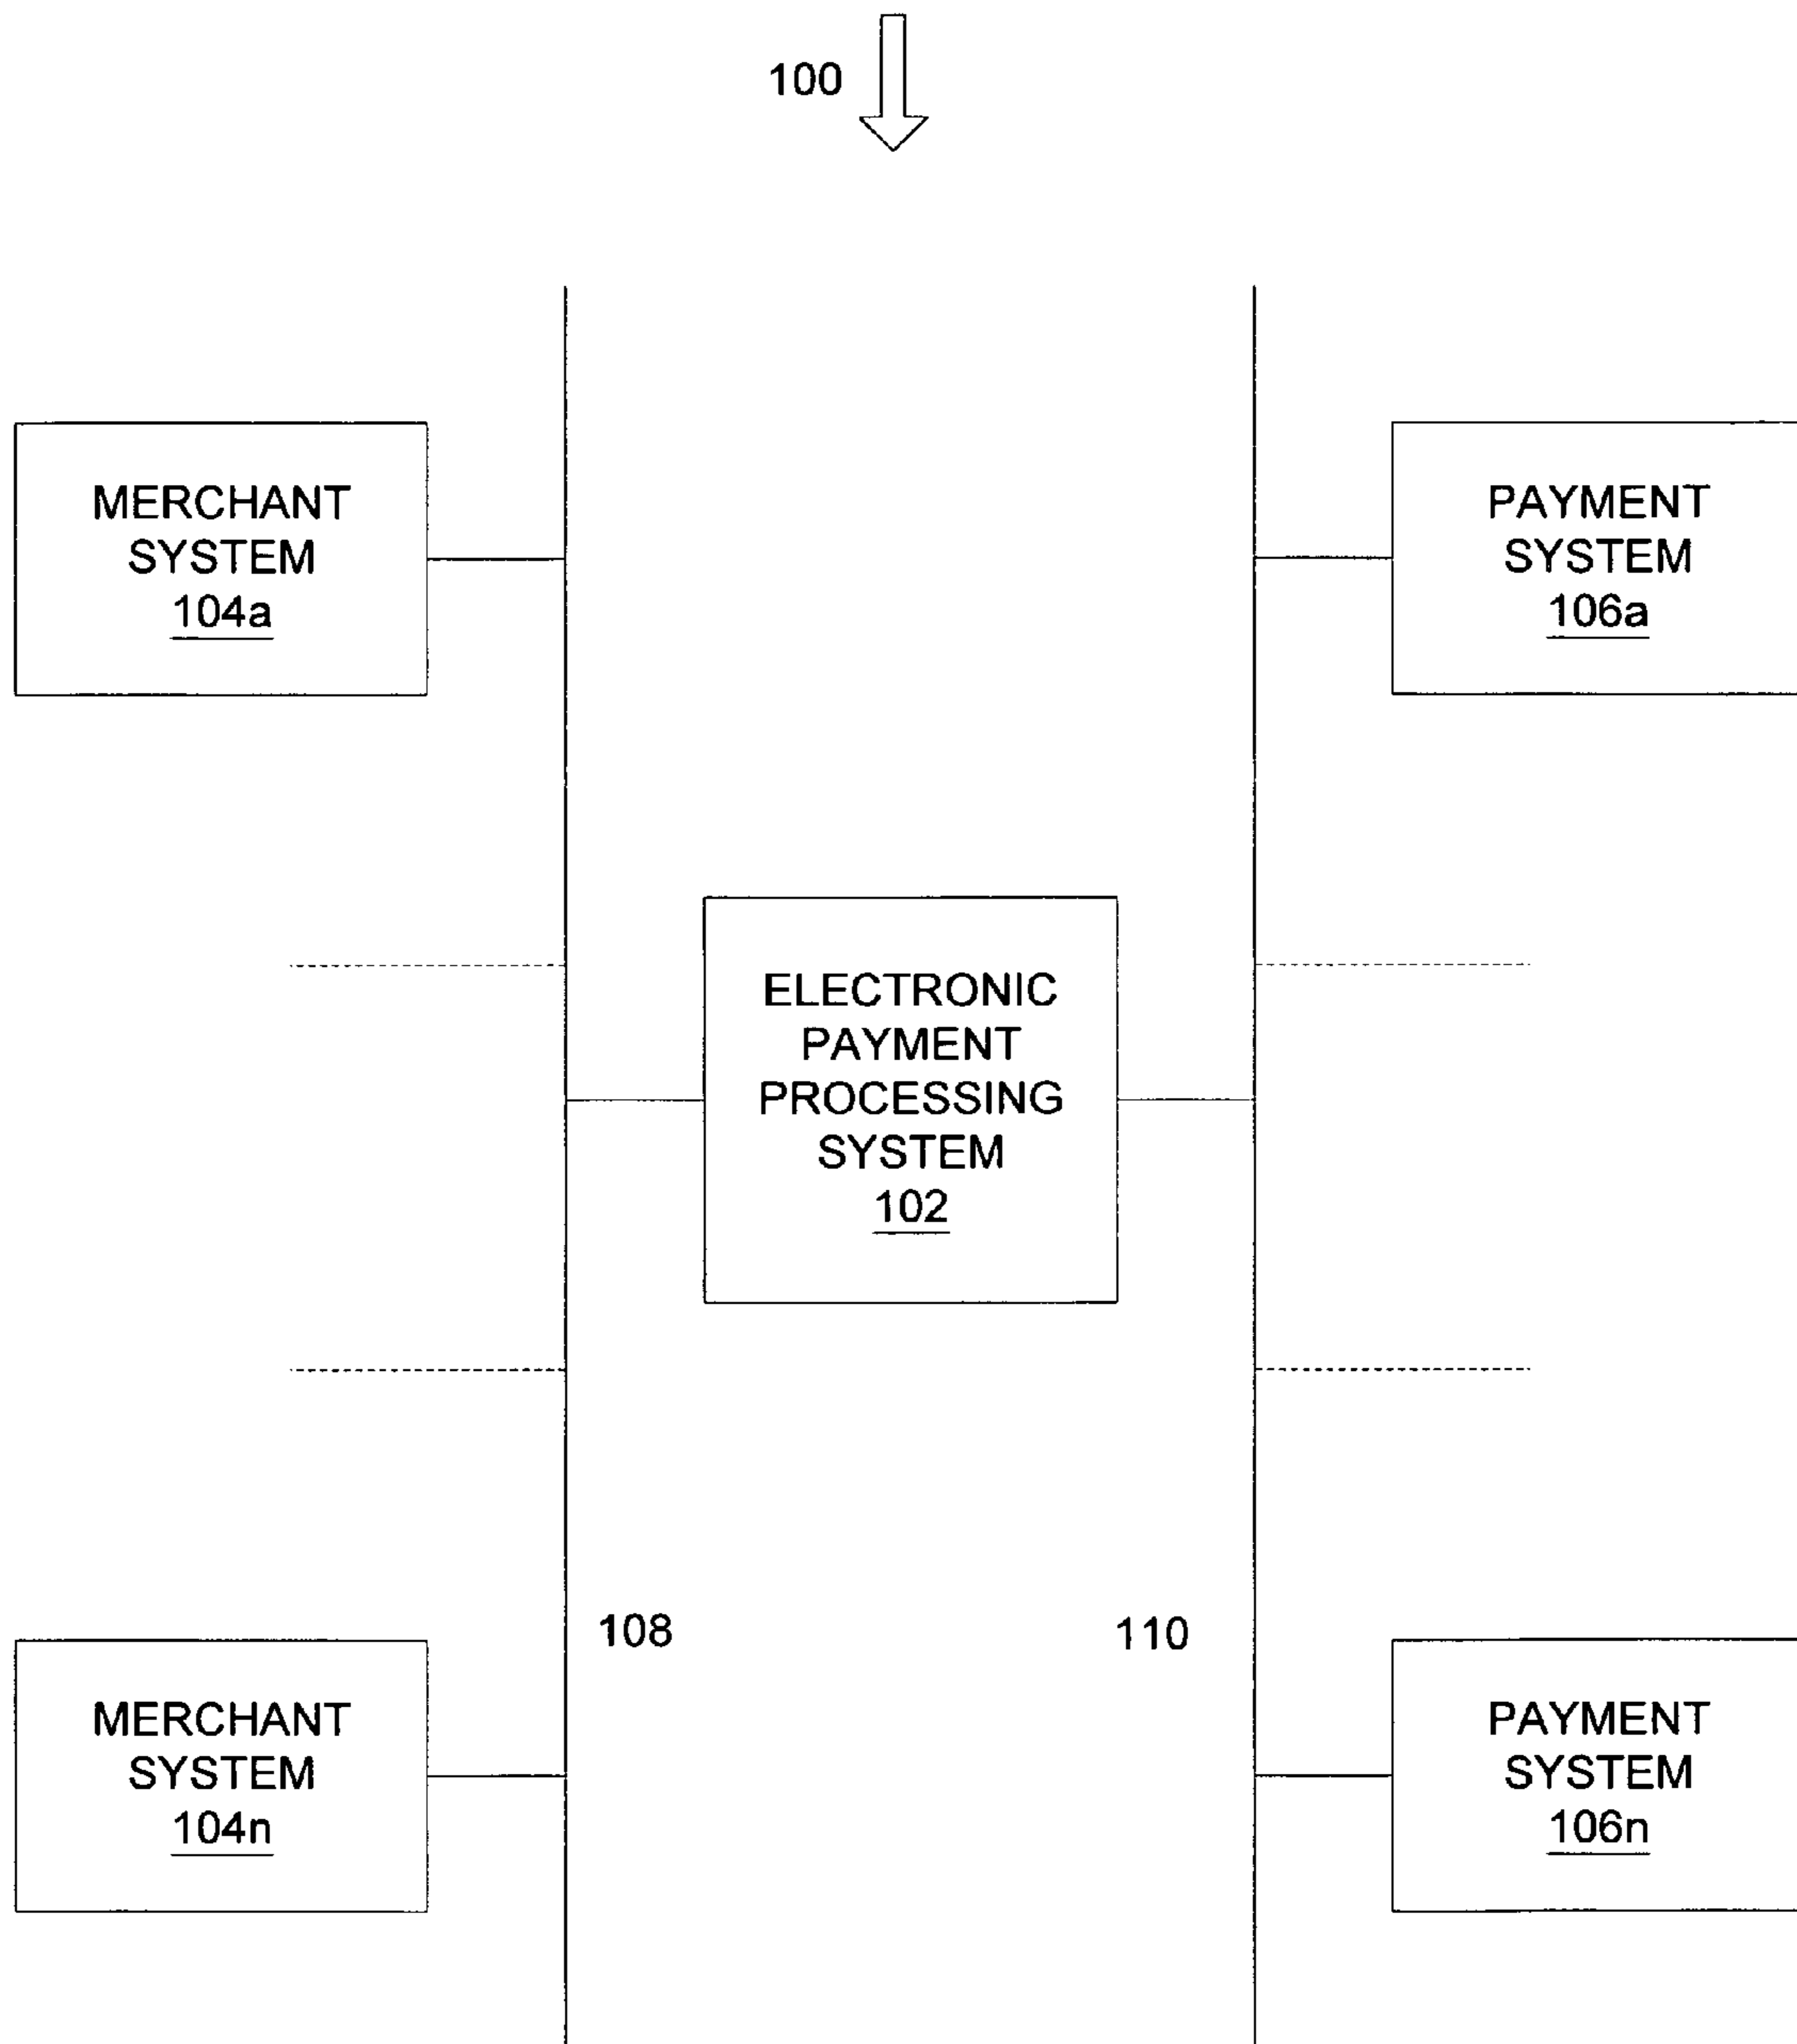 100
MERCHANT
SYSTEM
104a
PAYMENT
SYSTEM
106a
ELECTRONIC
PAYMENT
PROCESSING
SYSTEM
102
108
110
MERCHANT
SYSTEM
104n
PAYMENT
SYSTEM
106n